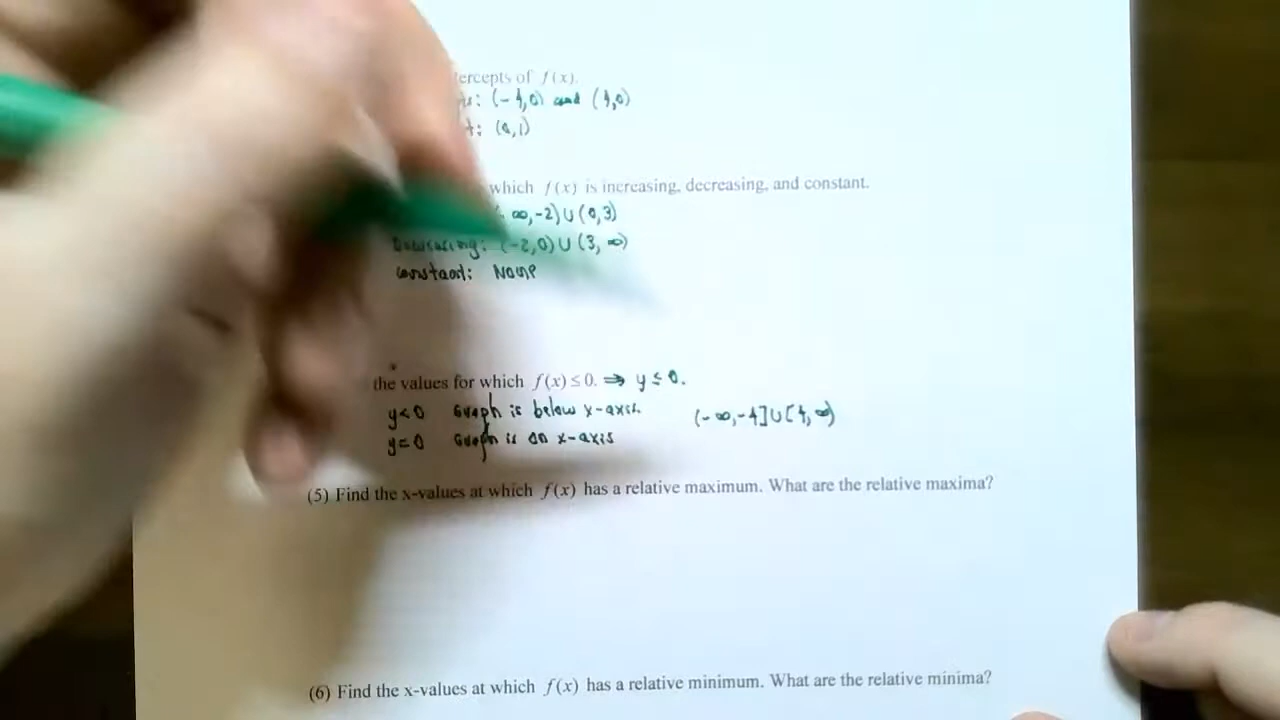 of f(x).
(-4,0) and (4,0)
: (0,1)
which f(x) is increasing, decreasing, and constant.
∞,-2)∪(0,3)
(-2,0)∪(3,∞)
constant: None
the values for which f(x) ≤ 0. ⇒ y ≤ 0.
y<0 Graph is below x-axis. (-∞,-4]∪[4,∞)
y=0 Graph is on x-axis
(5) Find the x-values at which f(x) has a relative maximum. What are the relative maxima?
(6) Find the x-values at which f(x) has a relative minimum. What are the relative minima?